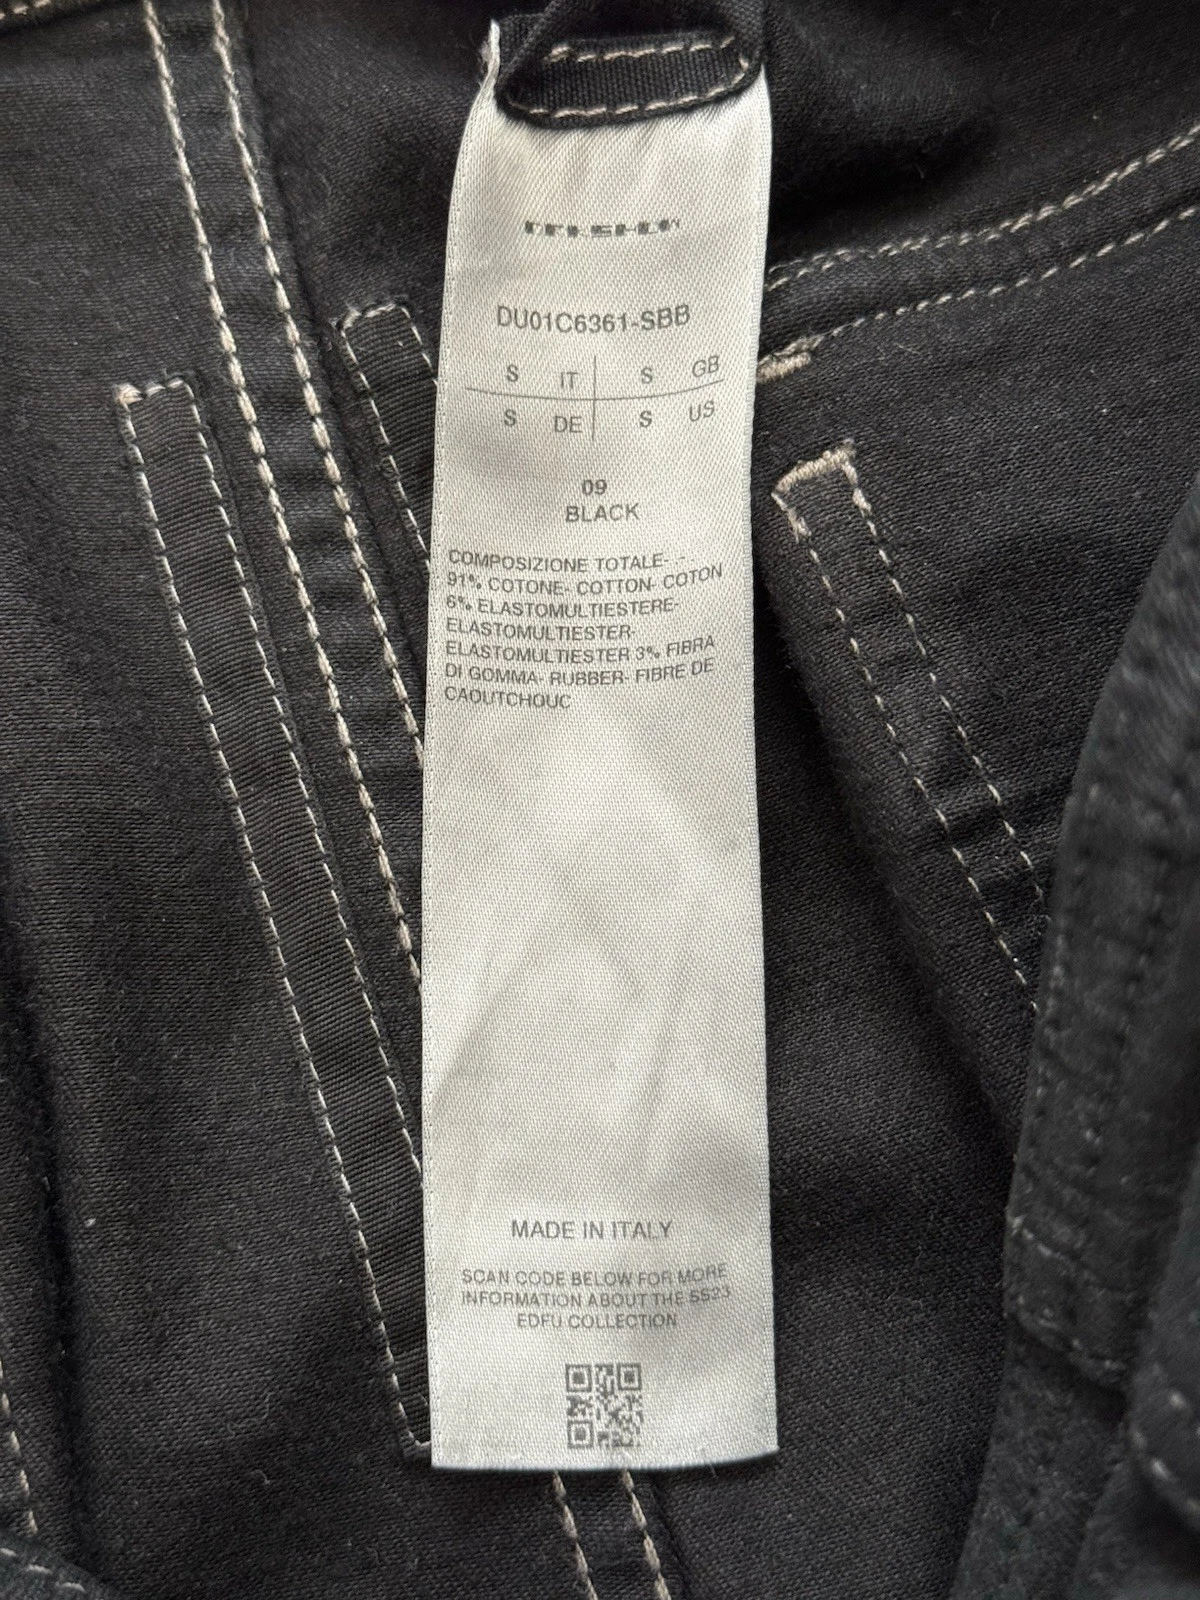 DU01C6361-SBB
S IT S GB
S DE S US
09
BLACK
COMPOSIZIONE TOTALE- -
91% COTONE- COTTON- COTON
6% ELASTOMULTIESTERE-
ELASTOMULTIESTER-
ELASTOMULTIESTER 3% FIBRA
DI GOMMA- RUBBER- FIBRE DE
CAOUTCHOUC
MADE IN ITALY
SCAN CODE BELOW FOR MORE
INFORMATION ABOUT THE SS23
EDFU COLLECTION